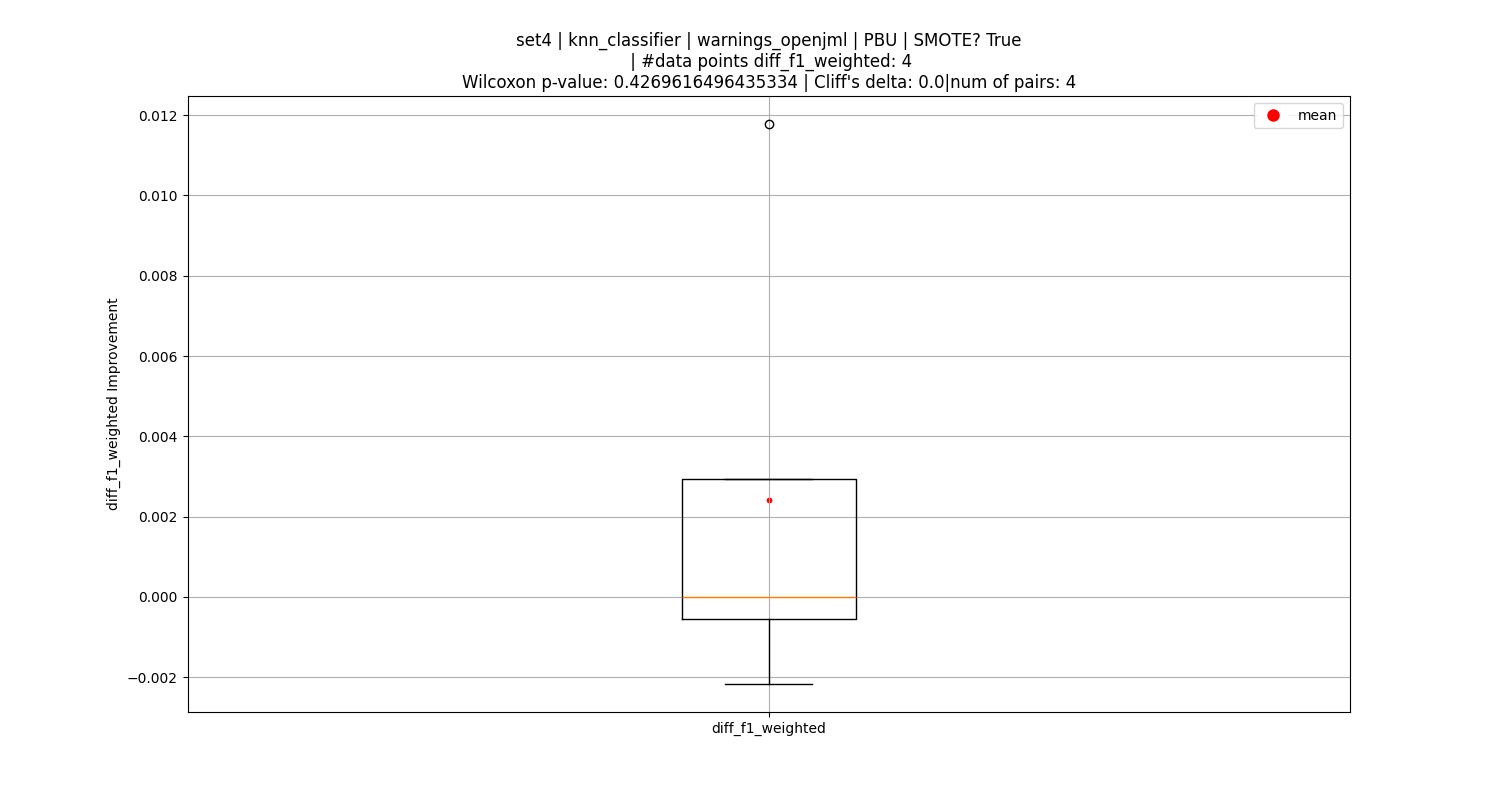 set4 | knn_classifier | warnings_openjml | PBU | SMOTE? True
| #data points diff_f1_weighted: 4
Wilcoxon p-value: 0.4269616496435334 | Cliff's delta: 0.0|num of pairs: 4
mean
0.012
0.010
0.008
0.006
0.004
0.002
0.000
−0.002
diff_f1_weighted Improvement
diff_f1_weighted